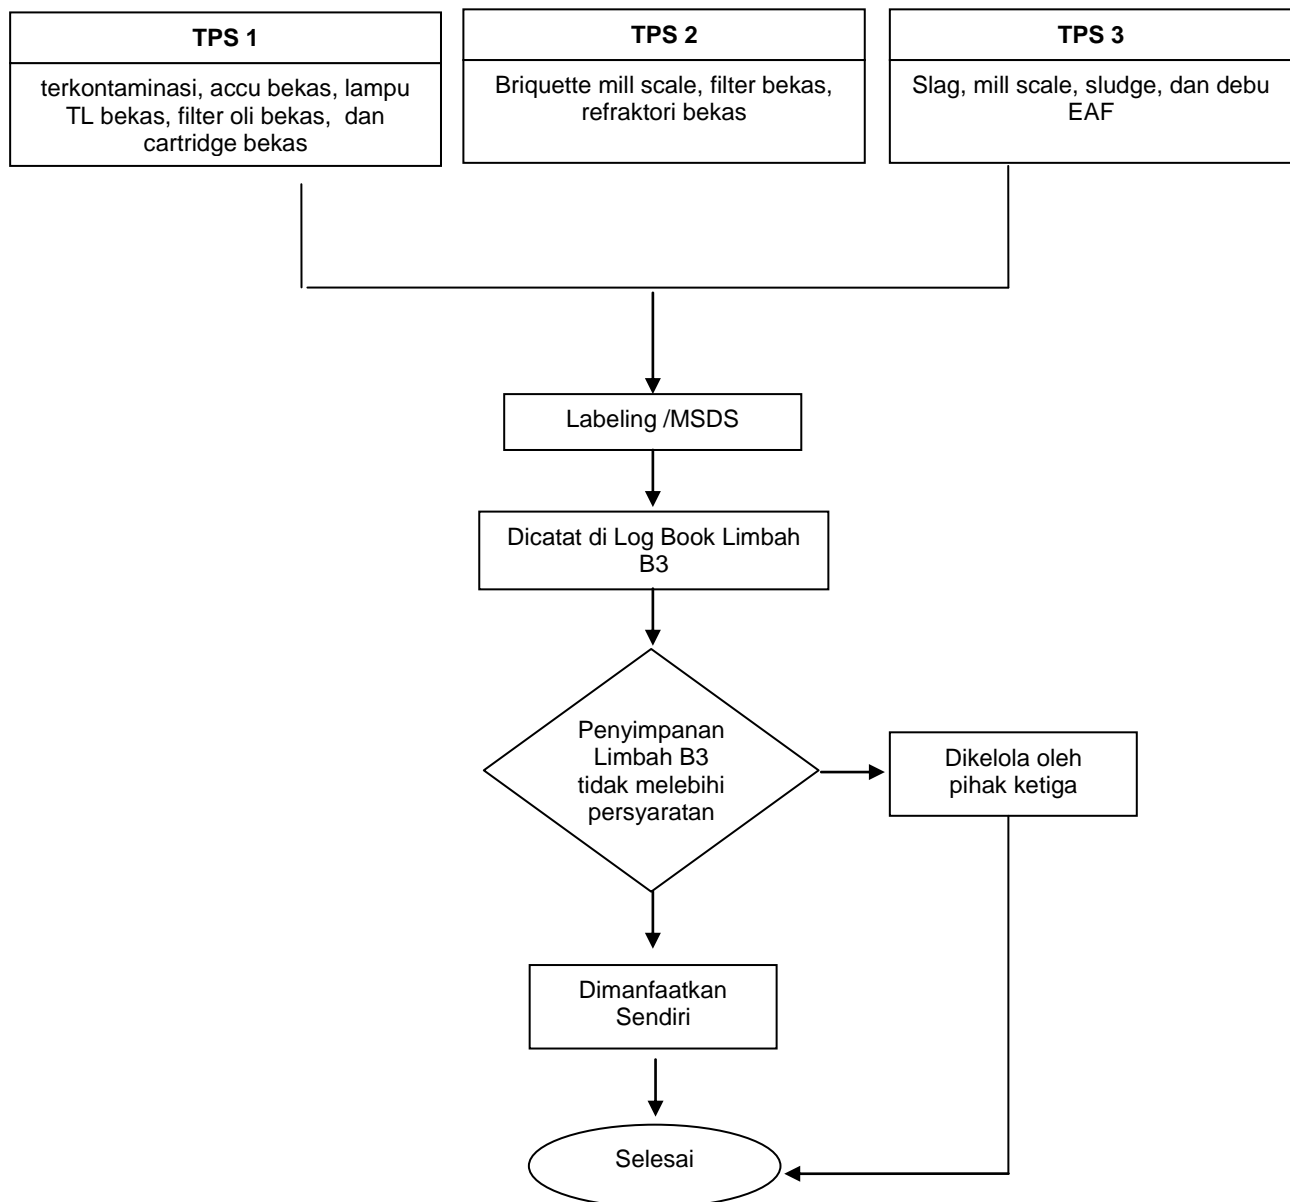 TPS 1
terkontaminasi, accu bekas, lampu
TL bekas, filter oli bekas, dan
cartridge bekas
TPS 2
Briquette mill scale, filter bekas,
refraktori bekas
TPS 3
Slag, mill scale, sludge, dan debu
EAF
Labeling /MSDS
Dicatat di Log Book Limbah
B3
Penyimpanan
Limbah B3
tidak melebihi
persyaratan
Dikelola oleh
pihak ketiga
Dimanfaatkan
Sendiri
Selesai